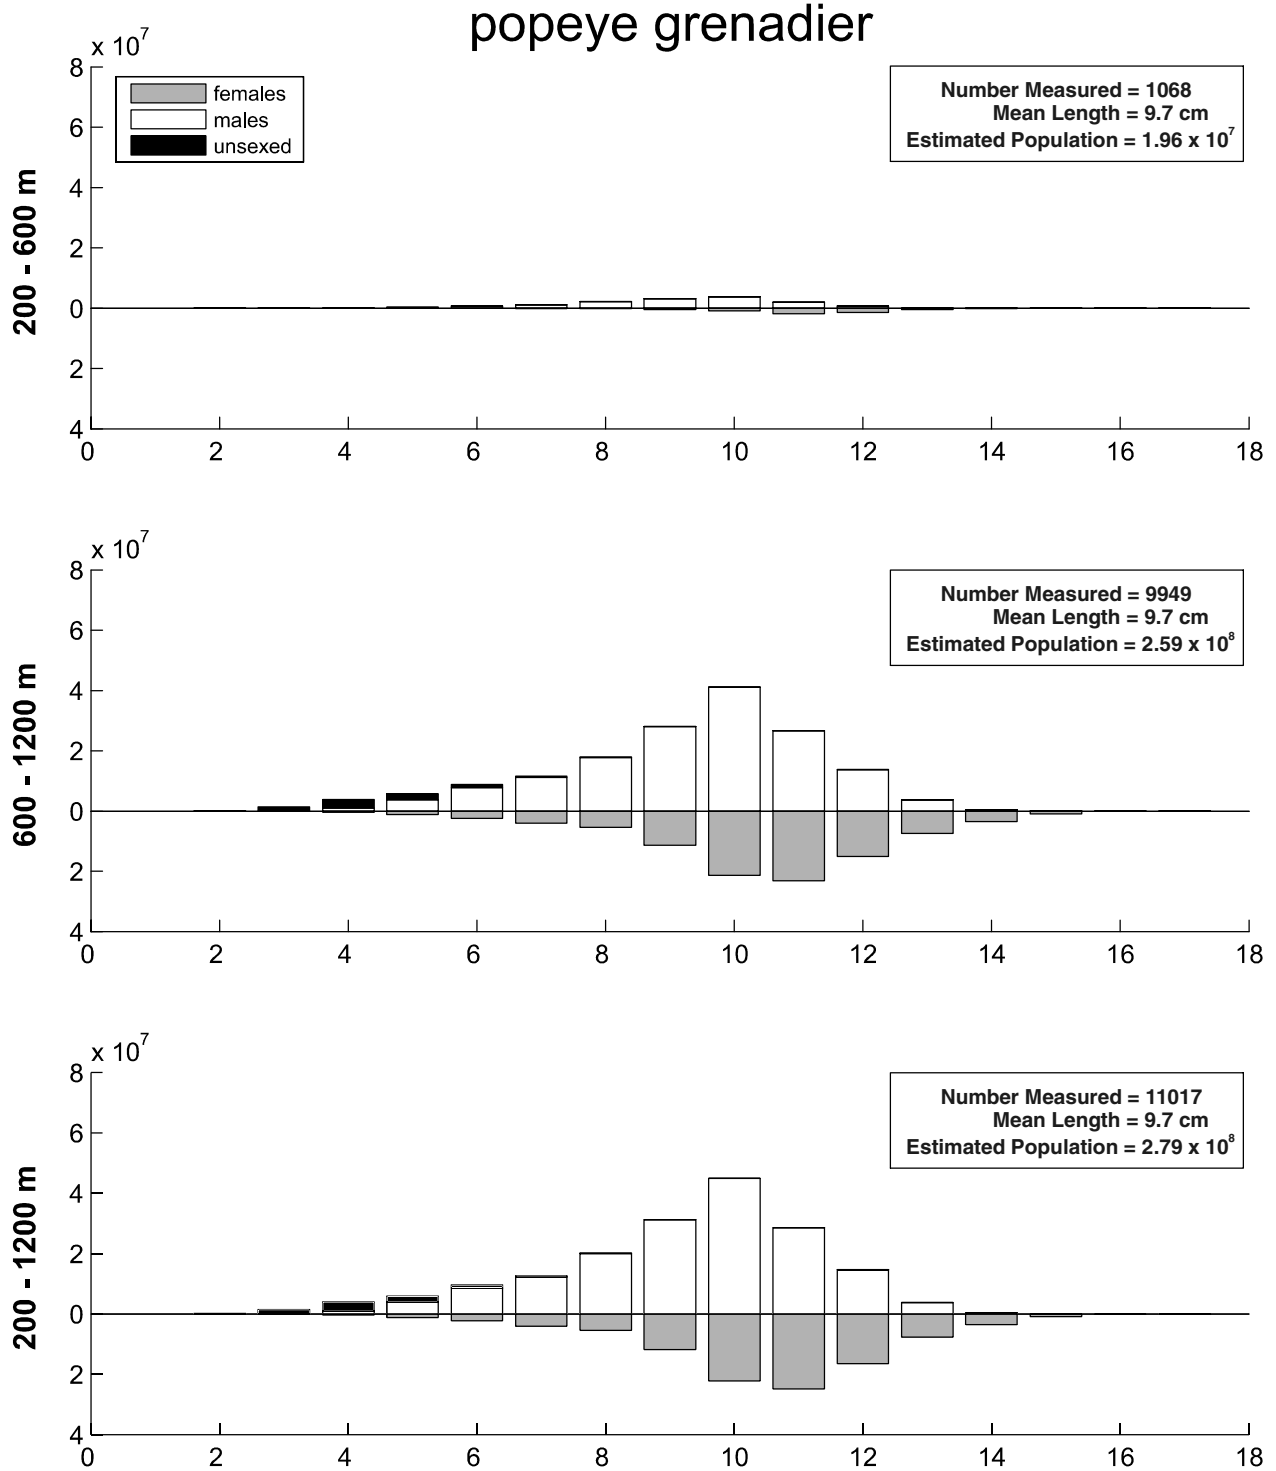 popeye grenadier
x 10^7
8
6
4
2
0
2
4
females
males
unsexed
Number Measured = 1068
Mean Length = 9.7 cm
Estimated Population = 1.96 x 10^7
200 - 600 m
0 2 4 6 8 10 12 14 16 18
x 10^7
8
6
4
2
0
2
4
Number Measured = 9949
Mean Length = 9.7 cm
Estimated Population = 2.59 x 10^8
600 - 1200 m
0 2 4 6 8 10 12 14 16 18
x 10^7
8
6
4
2
0
2
4
Number Measured = 11017
Mean Length = 9.7 cm
Estimated Population = 2.79 x 10^8
200 - 1200 m
0 2 4 6 8 10 12 14 16 18